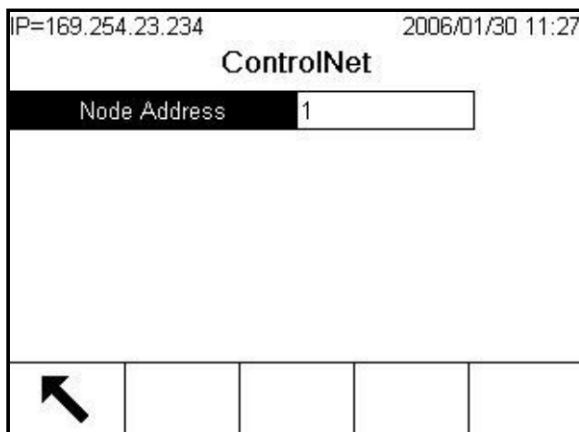 IP=169.254.23.234 2006/01/30 11:27
ControlNet
Node Address 1